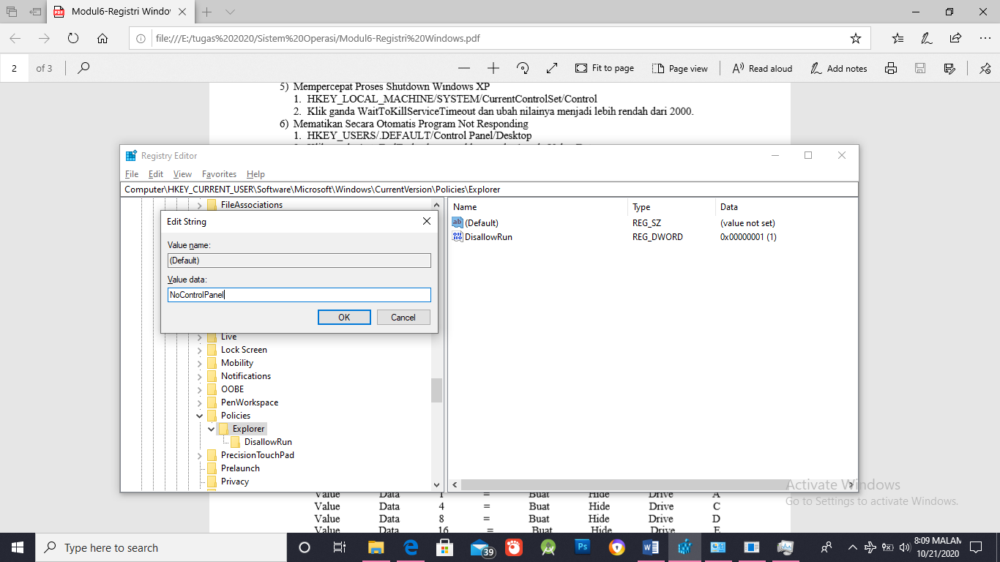 Modul6-Registri Windo
file:///E:/tugas%202020/Sistem%20Operasi/Modul6-Registri%20Windows.pdf
2 of 3
Fit to page
Page view
Read aloud
Add notes
5) Mempercepat Proses Shutdown Windows XP
1. HKEY_LOCAL_MACHINE/SYSTEM/CurrentControlSet/Control
2. Klik ganda WaitToKillServiceTimeout dan ubah nilainya menjadi lebih rendah dari 2000.
6) Mematikan Secara Otomatis Program Not Responding
1. HKEY_USERS/.DEFAULT/Control Panel/Desktop
Registry Editor
File Edit View Favorites Help
Computer\HKEY_CURRENT_USER\Software\Microsoft\Windows\CurrentVersion\Policies\Explorer
FileAssociations
Edit String
Value name:
(Default)
Value data:
NoControlPanel
OK Cancel
Live
Lock Screen
Mobility
Notifications
OOBE
PenWorkspace
Policies
Explorer
DisallowRun
PrecisionTouchPad
Prelaunch
Privacy
Name Type Data
(Default) REG_SZ (value not set)
DisallowRun REG_DWORD 0x00000001 (1)
Value Data 1 = Buat Hide Drive A
Value Data 4 = Buat Hide Drive C
Value Data 8 = Buat Hide Drive D
Value Data 16 = Buat Hide Drive E
Activate Windows
Go to Settings to activate Windows.
Type here to search
39
Ps
8:09 MALAM
10/21/2020